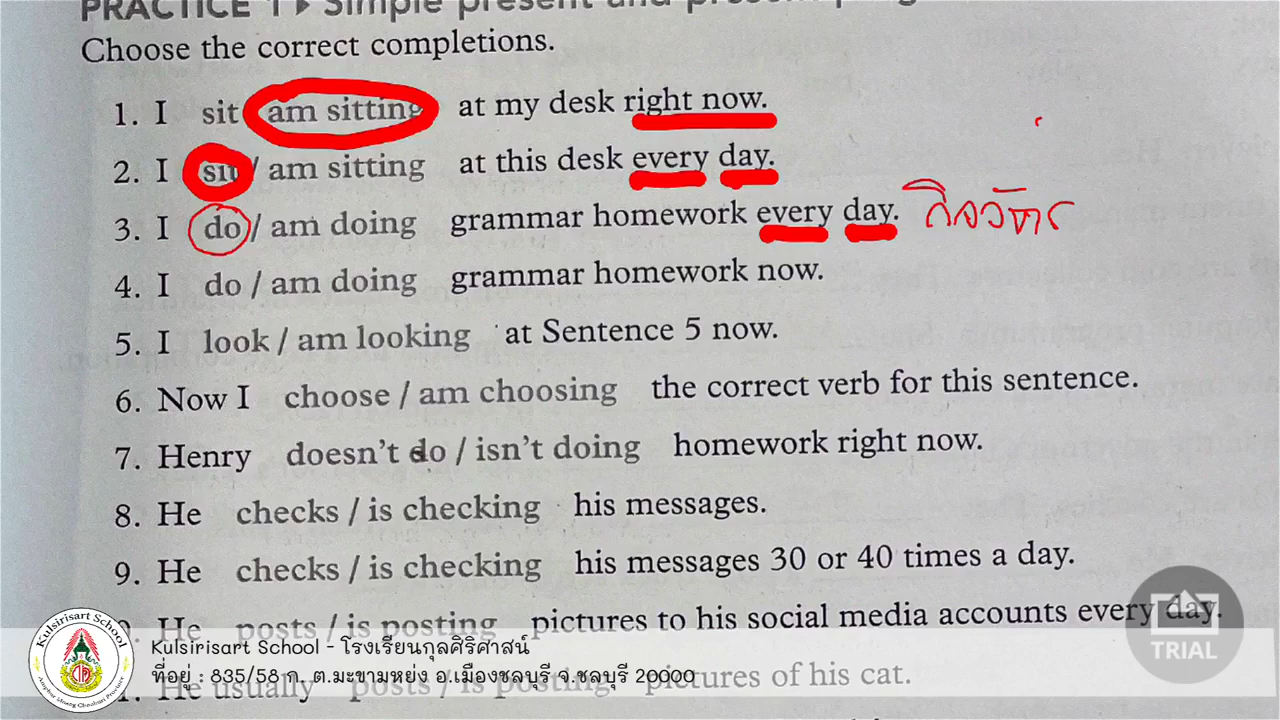 PRACTICE 1 ▸ Simple present and present
Choose the correct completions.
1. I sit am sitting at my desk right now.
2. I sit / am sitting at this desk every day.
3. I do / am doing grammar homework every day. กิจวัตร
4. I do / am doing grammar homework now.
5. I look / am looking at Sentence 5 now.
6. Now I choose / am choosing the correct verb for this sentence.
7. Henry doesn't do / isn't doing homework right now.
8. He checks / is checking his messages.
9. He checks / is checking his messages 30 or 40 times a day.
He posts / is posting pictures to his social media accounts every day.
He usually posts / is posting pictures of his cat.
Kulsirisart School
Kulsirisart School - โรงเรียนกุลศิริศาสน์
ที่อยู่ : 835/58 ก. ต.มะขามหย่ง อ.เมืองชลบุรี จ.ชลบุรี 20000
TRIAL